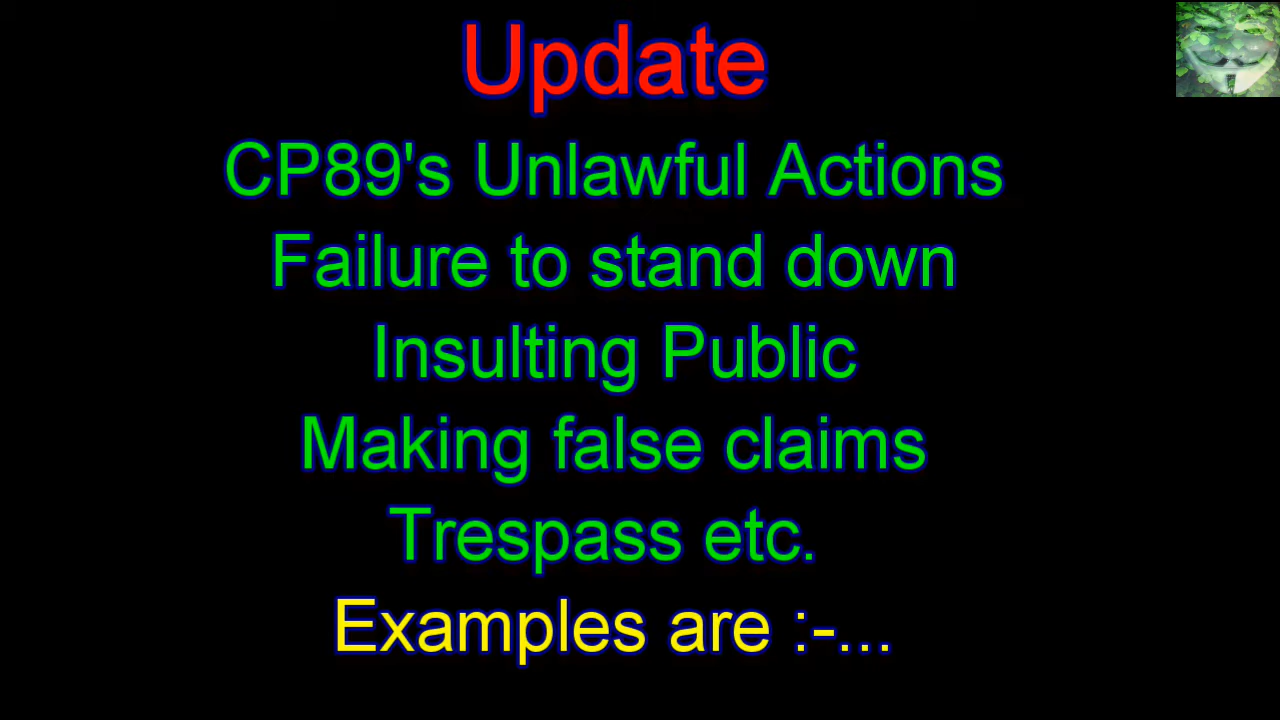 Update
CP89's Unlawful Actions
Failure to stand down
Insulting Public
Making false claims
Trespass etc.
Examples are :-...